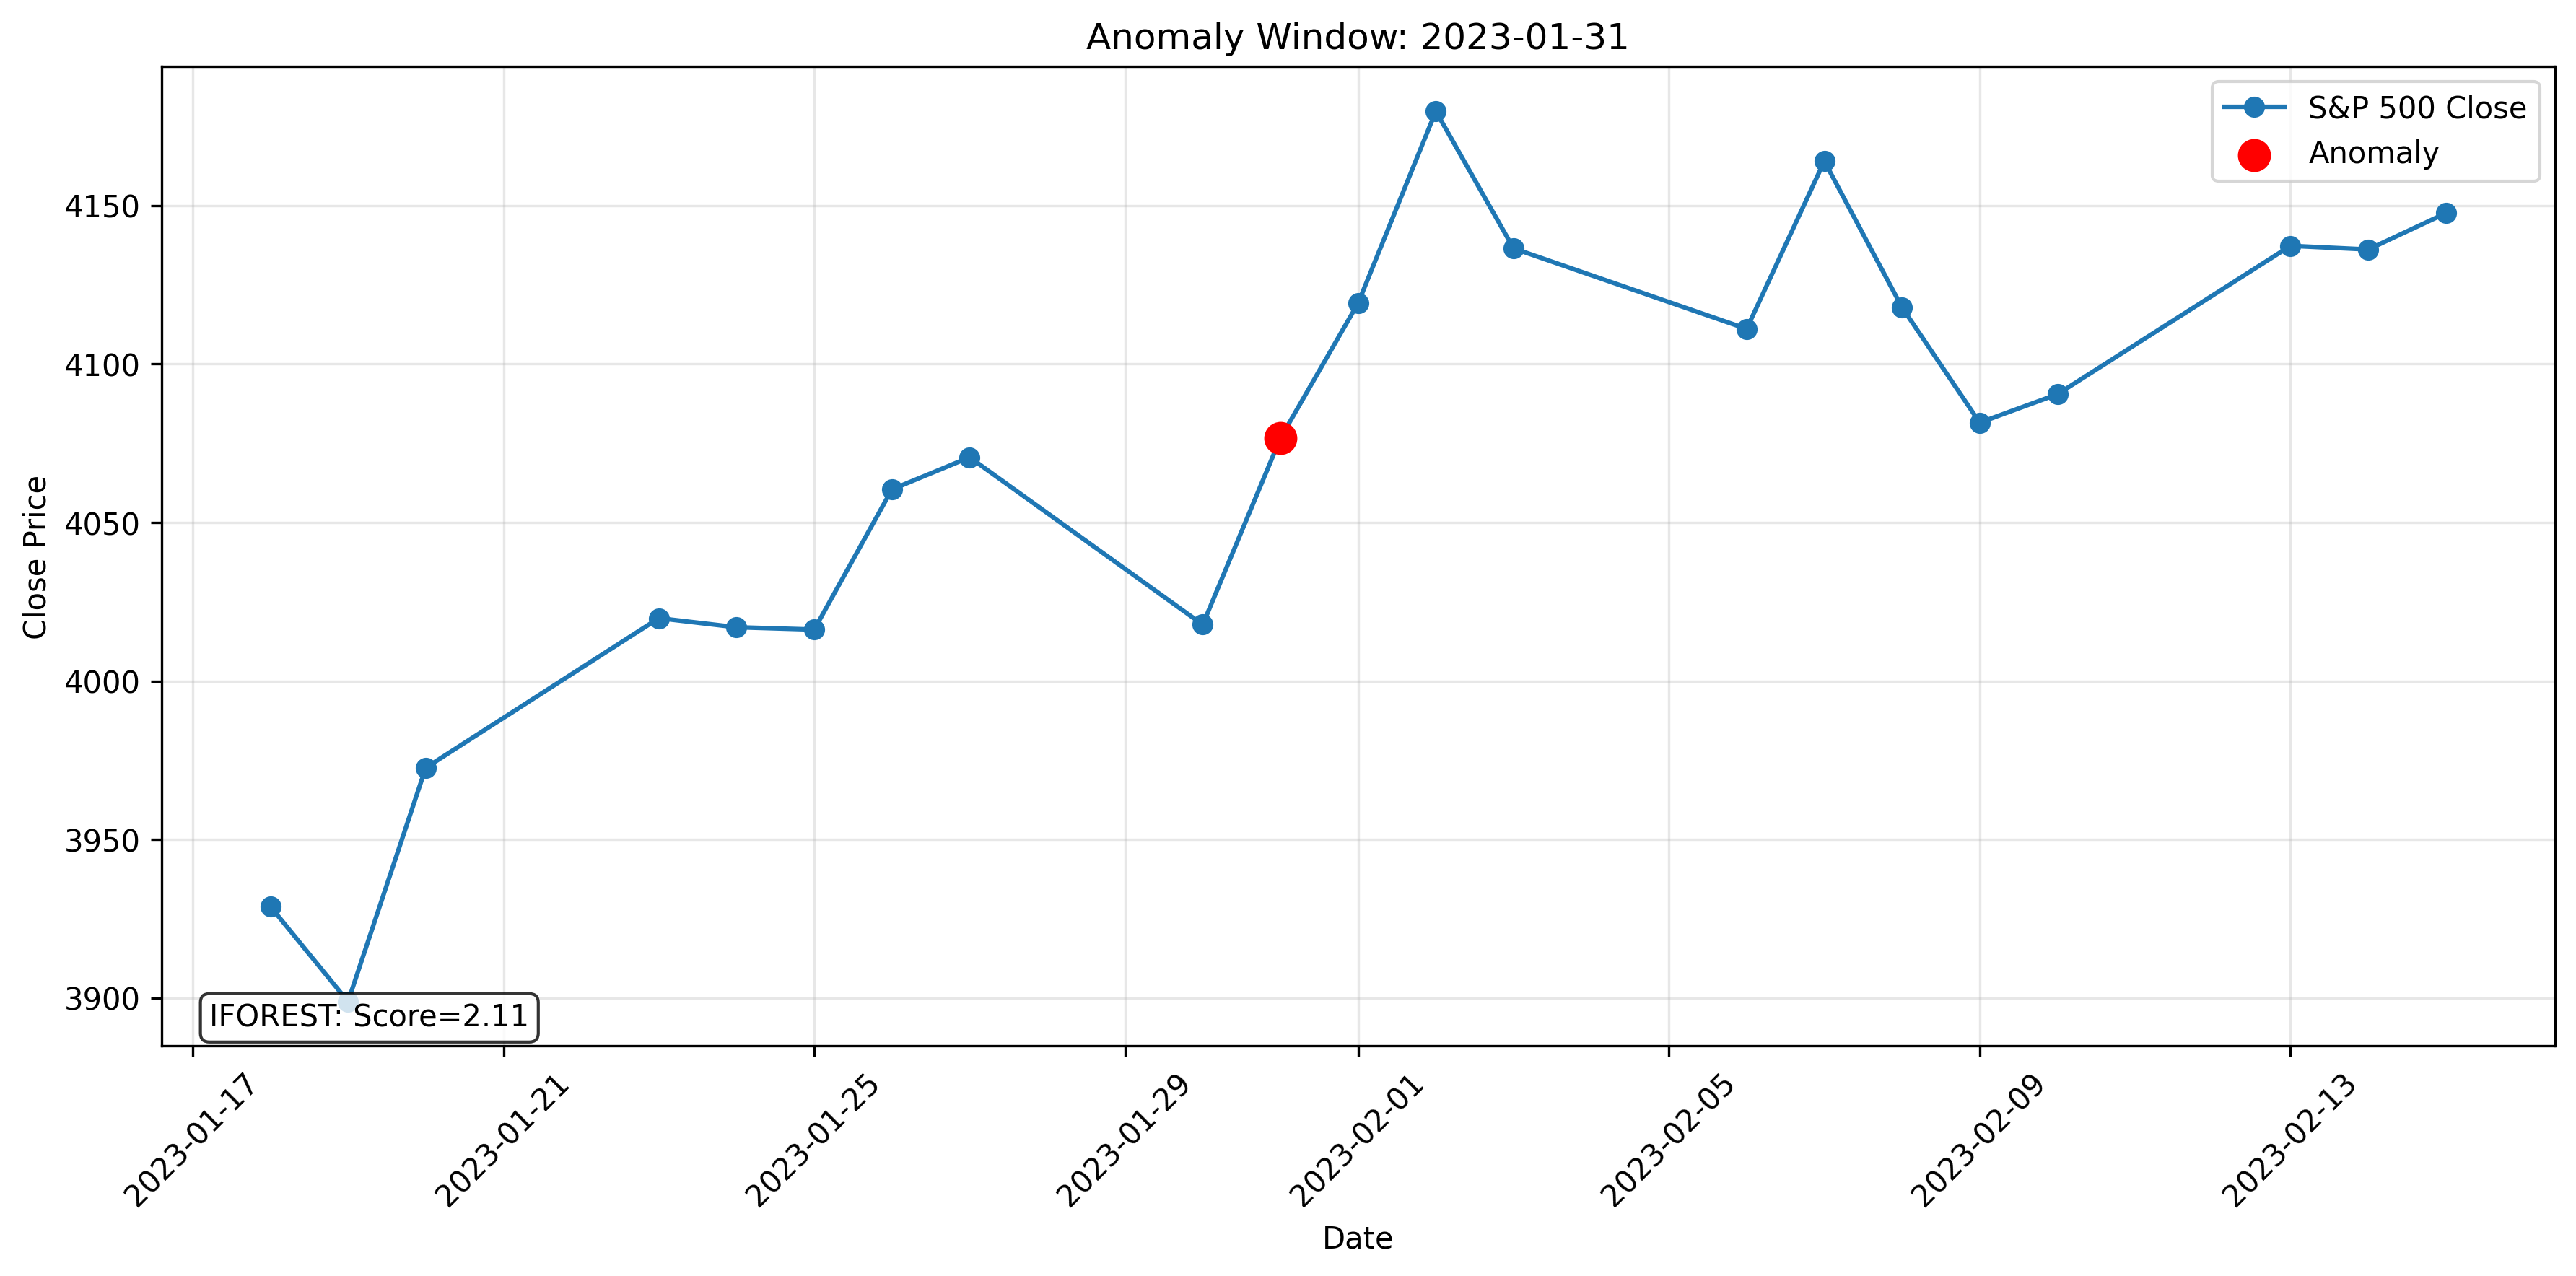 Anomaly Window: 2023-01-31
S&P 500 Close
Anomaly
Close Price
4150
4100
4050
4000
3950
3900
IFOREST: Score=2.11
2023-01-17
2023-01-21
2023-01-25
2023-01-29
2023-02-01
2023-02-05
2023-02-09
2023-02-13
Date